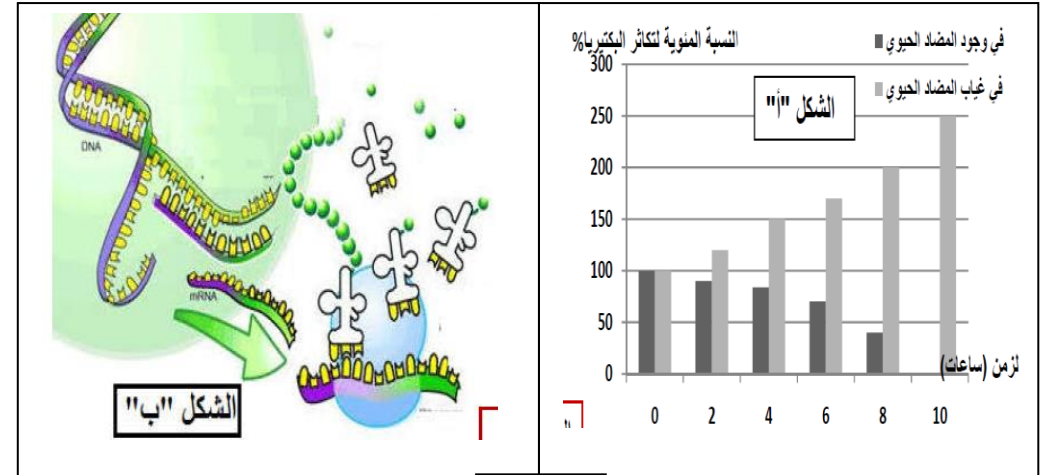 النسبة المئوية لتكاثر البكتيريا%
في وجود المضاد الحيوي
في غياب المضاد الحيوي
الشكل "أ"
300
250
200
150
100
50
0
لزمن (ساعات)
0 2 4 6 8 10
DNA
mRNA
الشكل "ب"